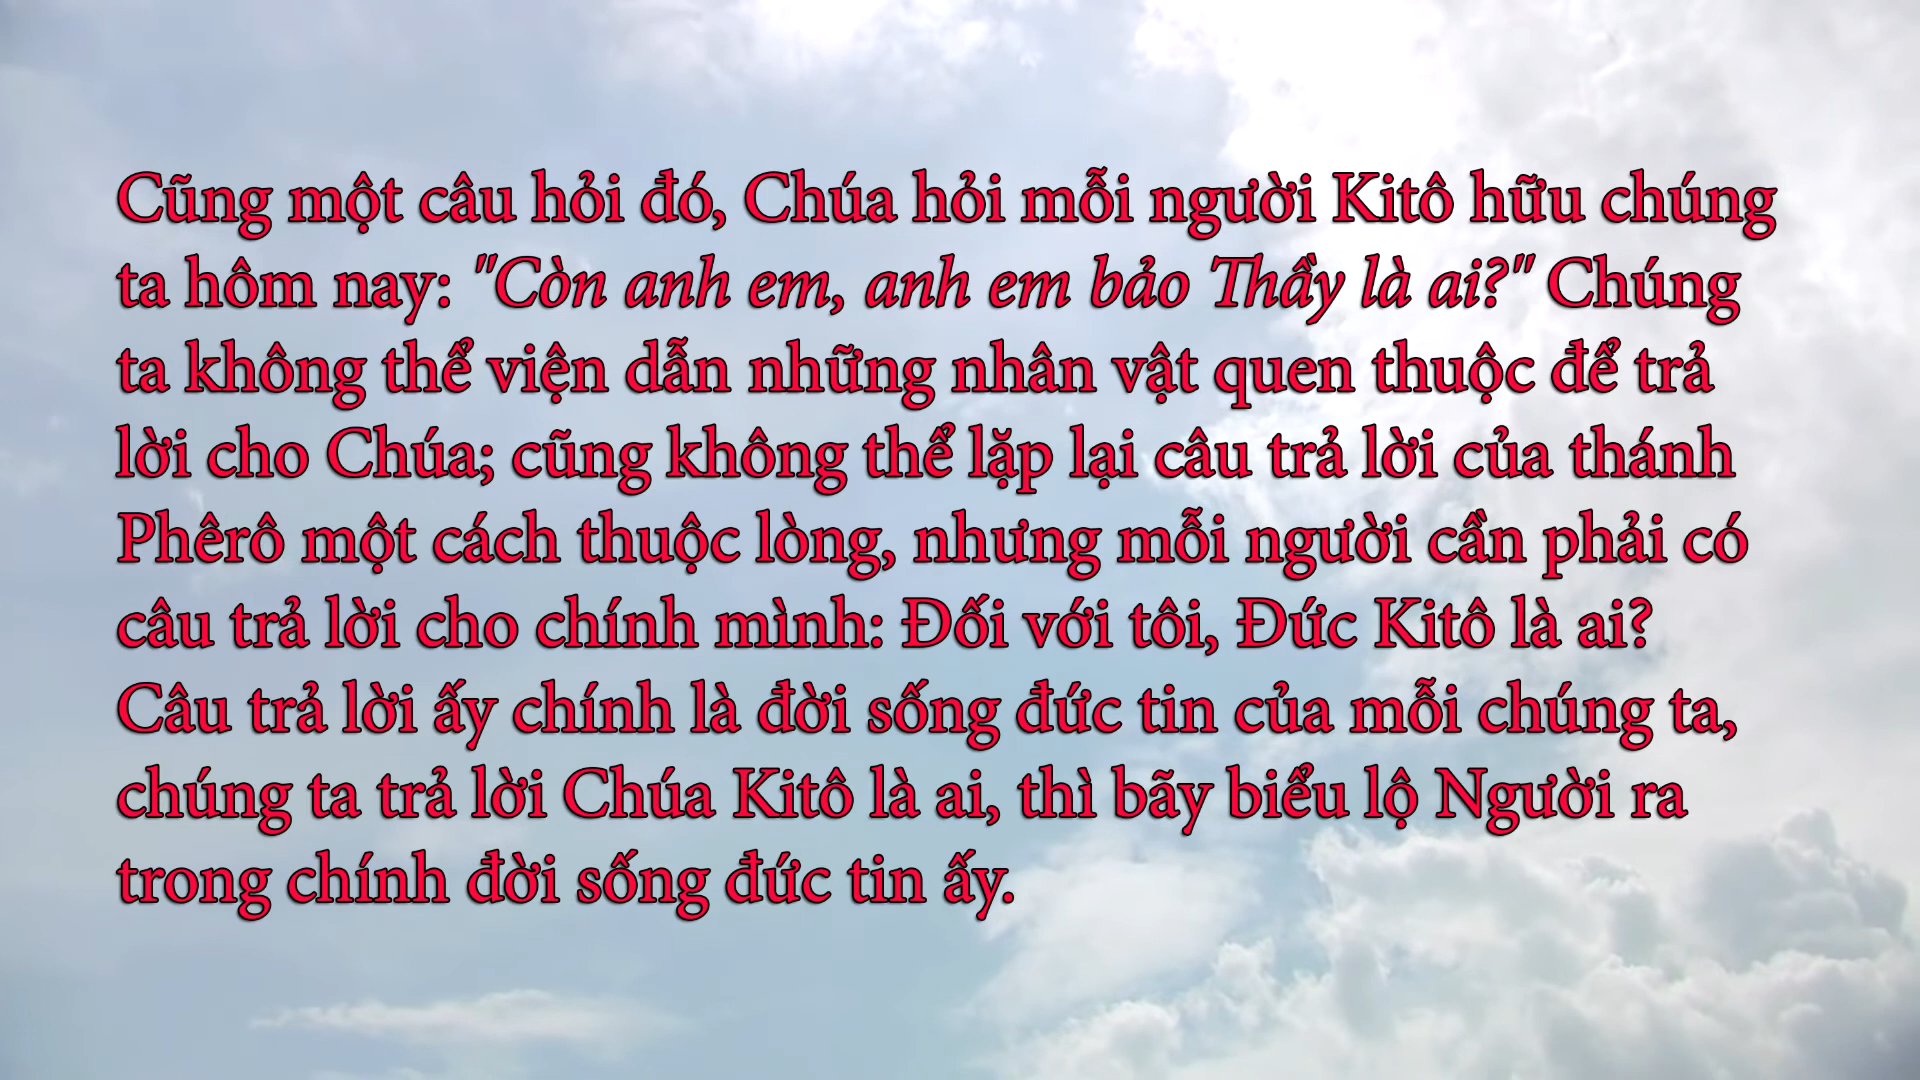 Cũng một câu hỏi đó, Chúa hỏi mỗi người Kitô hữu chúng
ta hôm nay: "Còn anh em, anh em bảo Thầy là ai?" Chúng
ta không thể viện dẫn những nhân vật quen thuộc để trả
lời cho Chúa; cũng không thể lặp lại câu trả lời của thánh
Phêrô một cách thuộc lòng, nhưng mỗi người cần phải có
câu trả lời cho chính mình: Đối với tôi, Đức Kitô là ai?
Câu trả lời ấy chính là đời sống đức tin của mỗi chúng ta,
chúng ta trả lời Chúa Kitô là ai, thì bãy biểu lộ Người ra
trong chính đời sống đức tin ấy.